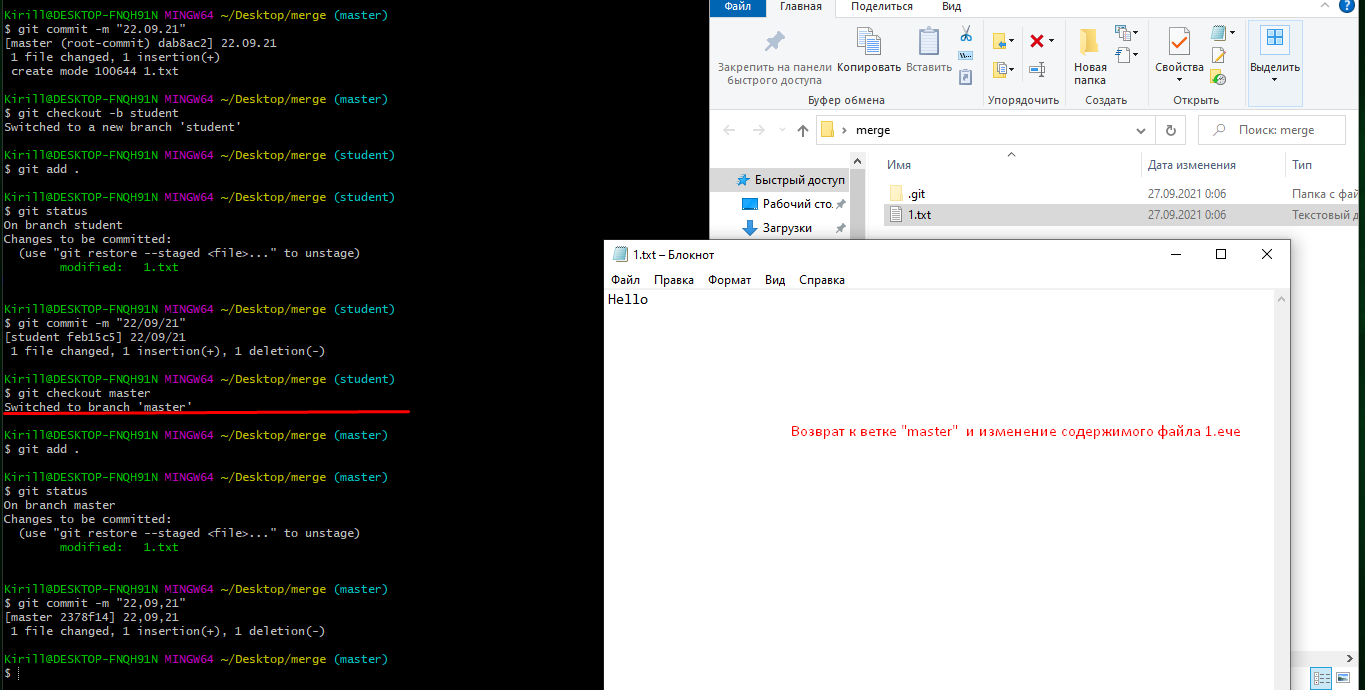 Kirill@DESKTOP-FNQH91N MINGW64 ~/Desktop/merge (master)
$ git commit -m "22.09.21"
[master (root-commit) dab8ac2] 22.09.21
 1 file changed, 1 insertion(+)
 create mode 100644 1.txt
Kirill@DESKTOP-FNQH91N MINGW64 ~/Desktop/merge (master)
$ git checkout -b student
Switched to a new branch 'student'
Kirill@DESKTOP-FNQH91N MINGW64 ~/Desktop/merge (student)
$ git add .
Kirill@DESKTOP-FNQH91N MINGW64 ~/Desktop/merge (student)
$ git status
On branch student
Changes to be committed:
  (use "git restore --staged <file>..." to unstage)
        modified:   1.txt
Kirill@DESKTOP-FNQH91N MINGW64 ~/Desktop/merge (student)
$ git commit -m "22/09/21"
[student feb15c5] 22/09/21
 1 file changed, 1 insertion(+), 1 deletion(-)
Kirill@DESKTOP-FNQH91N MINGW64 ~/Desktop/merge (student)
$ git checkout master
Switched to branch 'master'
Kirill@DESKTOP-FNQH91N MINGW64 ~/Desktop/merge (master)
$ git add .
Kirill@DESKTOP-FNQH91N MINGW64 ~/Desktop/merge (master)
$ git status
On branch master
Changes to be committed:
  (use "git restore --staged <file>..." to unstage)
        modified:   1.txt
Kirill@DESKTOP-FNQH91N MINGW64 ~/Desktop/merge (master)
$ git commit -m "22,09,21"
[master 2378f14] 22,09,21
 1 file changed, 1 insertion(+), 1 deletion(-)
Kirill@DESKTOP-FNQH91N MINGW64 ~/Desktop/merge (master)
$
Файл Главная Поделиться Вид
Закрепить на панели
быстрого доступа
Копировать
Вставить
Новая
папка
Свойства
Выделить
Буфер обмена Упорядочить Создать Открыть
merge
Поиск: merge
Имя Дата изменения Тип
Быстрый доступ
Рабочий сто.
Загрузки
.git 27.09.2021 0:06 Папка с фай
1.txt 27.09.2021 0:06 Текстовый д
1.txt – Блокнот
Файл Правка Формат Вид Справка
Hello
Возврат к ветке "master" и изменение содержимого файла 1.ече